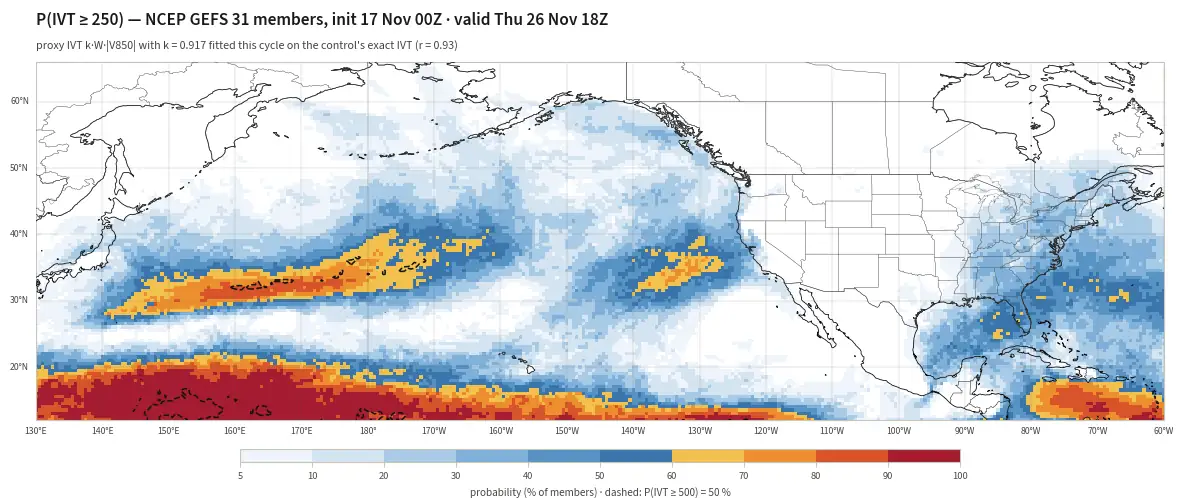 P(IVT ≥ 250) — NCEP GEFS 31 members, init 17 Nov 00Z · valid Thu 26 Nov 18Z
proxy IVT k·W·|V850| with k = 0.917 fitted this cycle on the control's exact IVT (r = 0.93)
60°N
50°N
40°N
30°N
20°N
130°E 140°E 150°E 160°E 170°E 180° 170°W 160°W 150°W 140°W 130°W 120°W 110°W 100°W 90°W 80°W 70°W 60°W
5 10 20 30 40 50 60 70 80 90 100
probability (% of members) · dashed: P(IVT ≥ 500) = 50 %